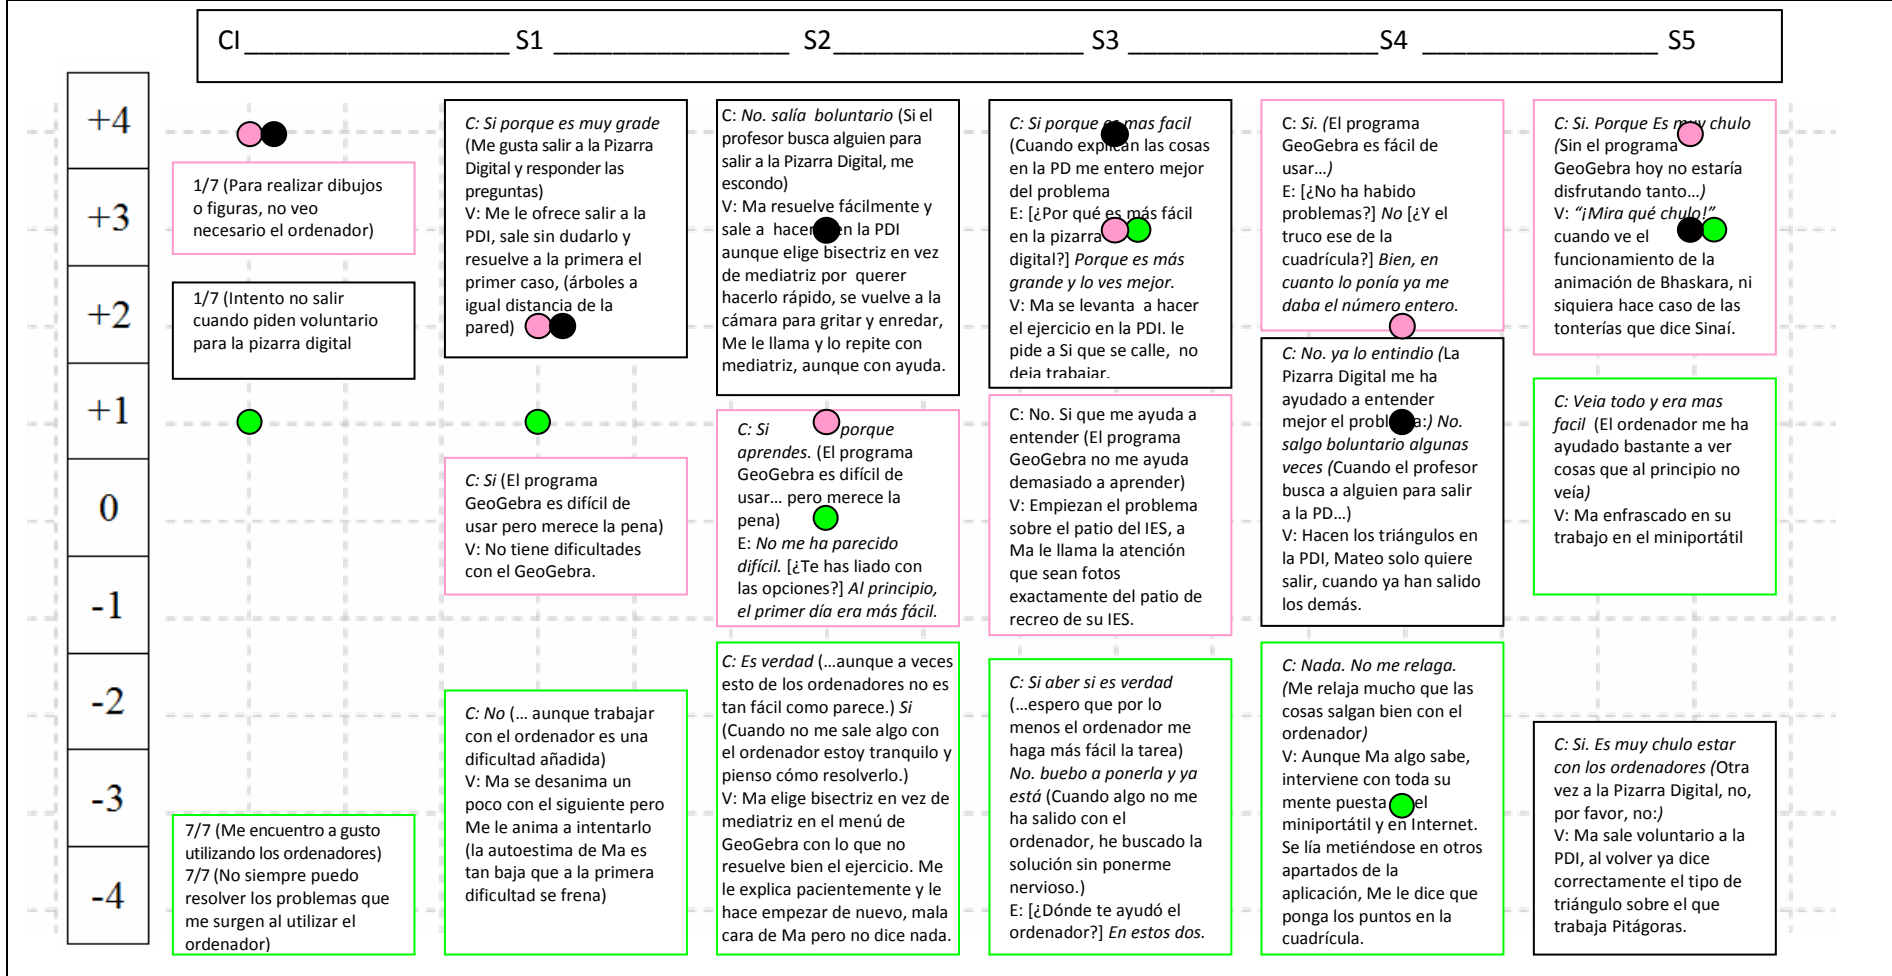 CI ___________________ S1 _________________ S2__________________ S3 __________________S4 _________________ S5
+4
+3
+2
+1
0
-1
-2
-3
-4
1/7 (Para realizar dibujos
o figuras, no veo
necesario el ordenador)
1/7 (Intento no salir
cuando piden voluntario
para la pizarra digital
7/7 (Me encuentro a gusto
utilizando los ordenadores)
7/7 (No siempre puedo
resolver los problemas que
me surgen al utilizar el
ordenador)
C: Si porque es muy grade
(Me gusta salir a la Pizarra
Digital y responder las
preguntas)
V: Me le ofrece salir a la
PDI, sale sin dudarlo y
resuelve a la primera el
primer caso, (árboles a
igual distancia de la
pared)
C: Si (El programa
GeoGebra es difícil de
usar pero merece la pena)
V: No tiene dificultades
con el GeoGebra.
C: No (... aunque trabajar
con el ordenador es una
dificultad añadida)
V: Ma se desanima un
poco con el siguiente pero
Me le anima a intentarlo
(la autoestima de Ma es
tan baja que a la primera
dificultad se frena)
C: No. salía boluntario (Si el
profesor busca alguien para
salir a la Pizarra Digital, me
escondo)
V: Ma resuelve fácilmente y
sale a en la PDI
aunque elige bisectriz en vez
de mediatriz por querer
hacerlo rápido, se vuelve a la
cámara para gritar y enredar,
Me le llama y lo repite con
mediatriz, aunque con ayuda.
C: Si porque
aprendes. (El programa
GeoGebra es difícil de
usar... pero merece la
pena)
E: No me ha parecido
difícil. [¿Te has liado con
las opciones?] Al principio,
el primer día era más fácil.
C: Es verdad (...aunque a veces
esto de los ordenadores no es
tan fácil como parece.) Si
(Cuando no me sale algo con
el ordenador estoy tranquilo y
pienso cómo resolverlo.)
V: Ma elige bisectriz en vez de
mediatriz en el menú de
GeoGebra con lo que no
resuelve bien el ejercicio. Me
le explica pacientemente y le
hace empezar de nuevo, mala
cara de Ma pero no dice nada.
C: Si porque es mas facil
(Cuando explican las cosas
en la PD me entero mejor
del problema
E: [¿Por qué es más fácil
en la pizarra
digital?] Porque es más
grande y lo ves mejor.
V: Ma se levanta a hacer
el ejercicio en la PDI. le
pide a Si que se calle, no
deja trabajar.
C: No. Si que me ayuda a
entender (El programa
GeoGebra no me ayuda
demasiado a aprender)
V: Empiezan el problema
sobre el patio del IES, a
Ma le llama la atención
que sean fotos
exactamente del patio de
recreo de su IES.
C: Si aber si es verdad
(...espero que por lo
menos el ordenador me
haga más fácil la tarea)
No. buebo a ponerla y ya
está (Cuando algo no me
ha salido con el
ordenador, he buscado la
solución sin ponerme
nervioso.)
E: [¿Dónde te ayudó el
ordenador?] En estos dos.
C: Si. (El programa
GeoGebra es fácil de
usar...)
E: [¿No ha habido
problemas?] No [¿Y el
truco ese de la
cuadrícula?] Bien, en
cuanto lo ponía ya me
daba el número entero.
C: No. ya lo entindio (La
Pizarra Digital me ha
ayudado a entender
mejor el problema:) No.
salgo boluntario algunas
veces (Cuando el profesor
busca a alguien para salir
a la PD...)
V: Hacen los triángulos en
la PDI, Mateo solo quiere
salir, cuando ya han salido
los demás.
C: Nada. No me relaga.
(Me relaja mucho que las
cosas salgan bien con el
ordenador)
V: Aunque Ma algo sabe,
interviene con toda su
mente puesta el
miniportátil y en Internet.
Se lía metiéndose en otros
apartados de la
aplicación, Me le dice que
ponga los puntos en la
cuadrícula.
C: Si. Porque Es muy chulo
(Sin el programa
GeoGebra hoy no estaría
disfrutando tanto...)
V: “¡Mira qué chulo!”
cuando ve el
funcionamiento de la
animación de Bhaskara, ni
siquiera hace caso de las
tonterías que dice Sinaí.
C: Veia todo y era mas
facil (El ordenador me ha
ayudado bastante a ver
cosas que al principio no
veía)
V: Ma enfrascado en su
trabajo en el miniportátil
C: Si. Es muy chulo estar
con los ordenadores (Otra
vez a la Pizarra Digital, no,
por favor, no:)
V: Ma sale voluntario a la
PDI, al volver ya dice
correctamente el tipo de
triángulo sobre el que
trabaja Pitágoras.